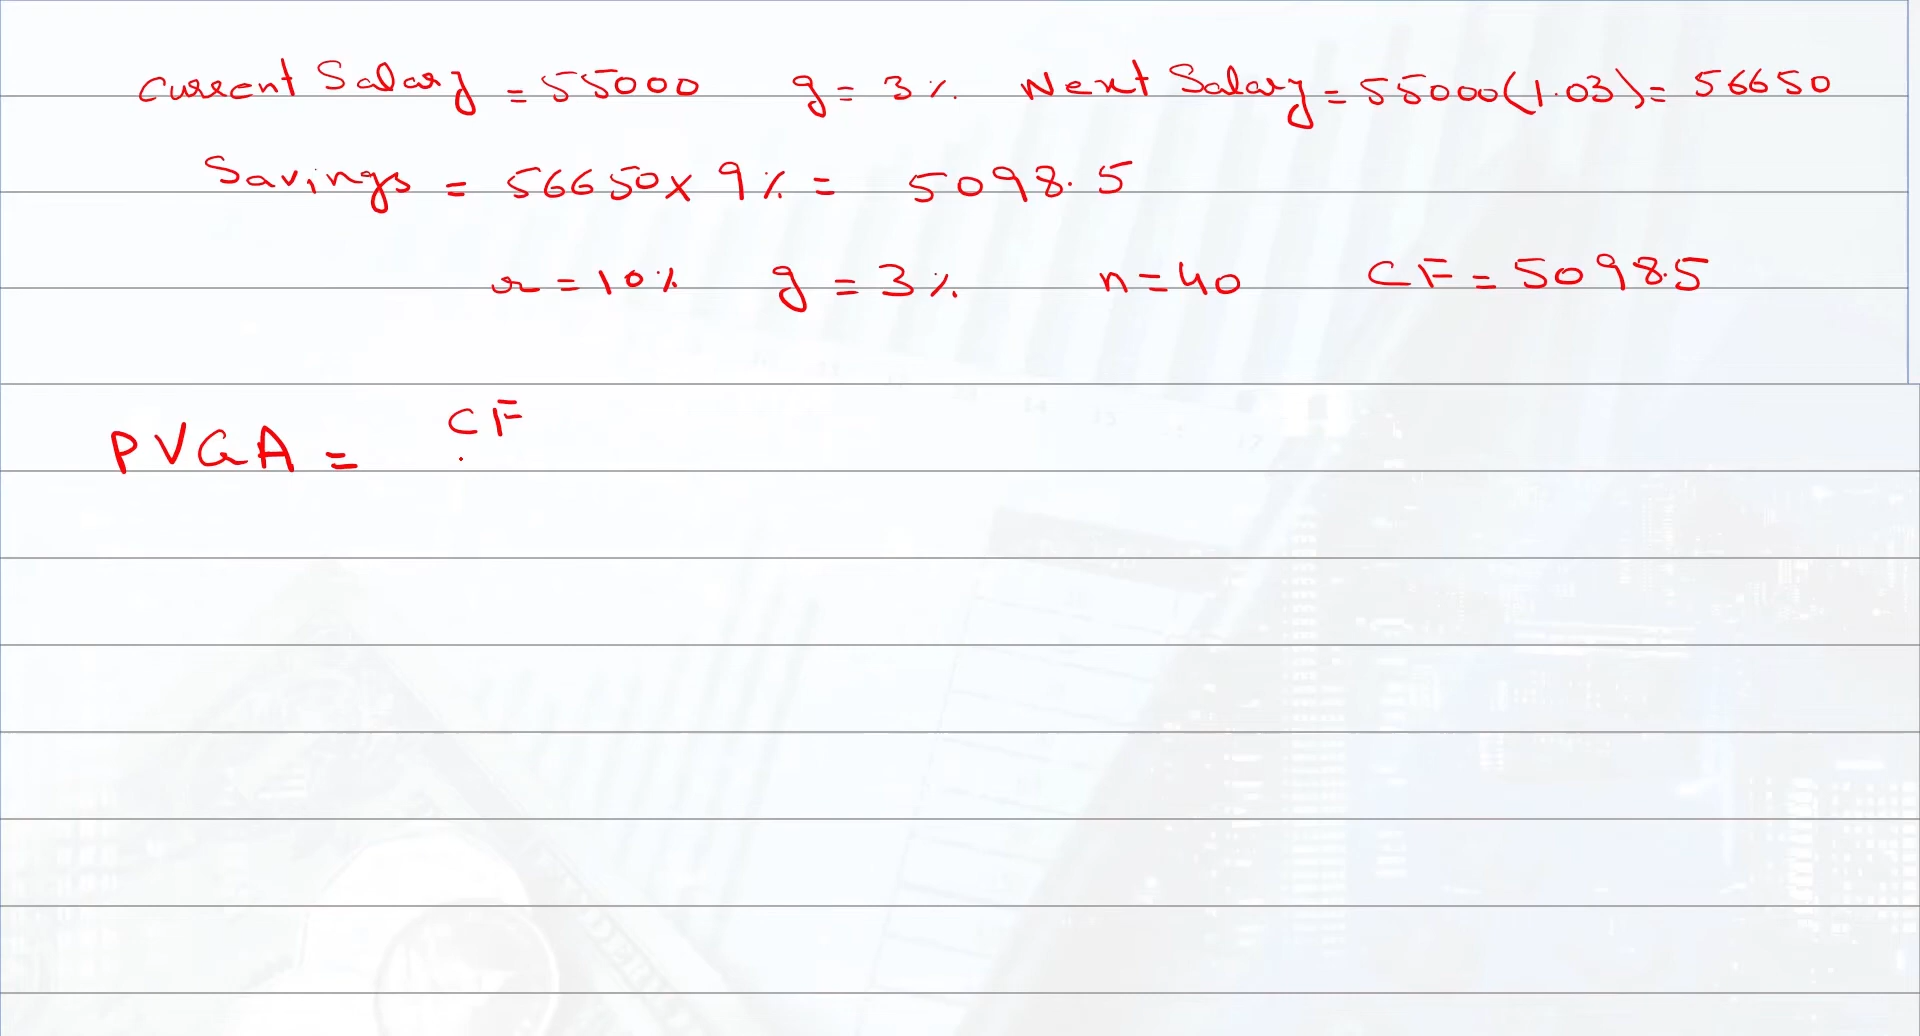 Current Salary = 55000 g = 3% Next Salary = 55000(1.03) = 56650
Savings = 56650 x 9% = 5098.5
r = 10% g = 3% n = 40 CF = 5098.5
CF
PVGA =